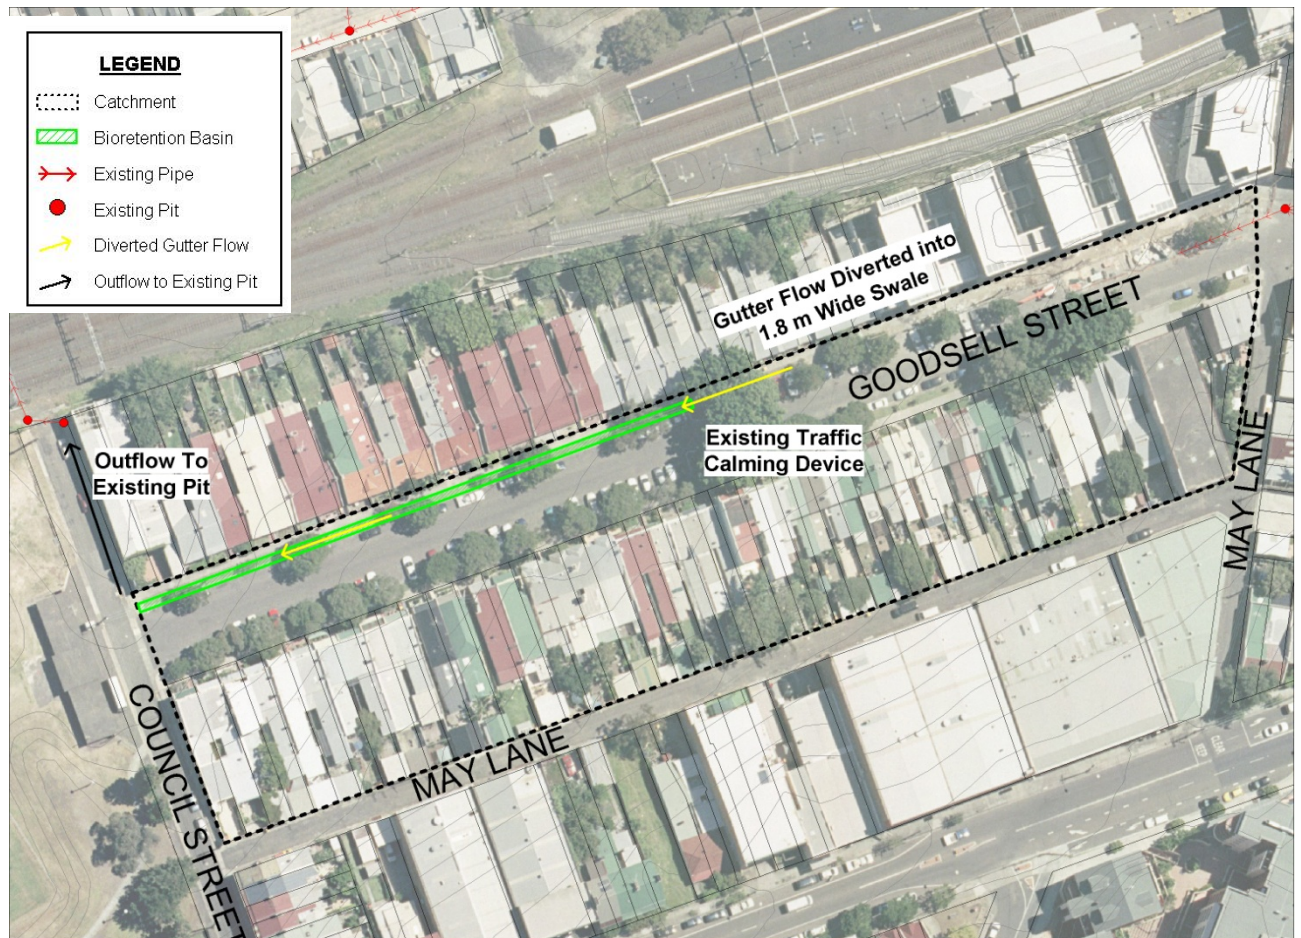 LEGEND
Catchment
Bioretention Basin
Existing Pipe
Existing Pit
Diverted Gutter Flow
Outflow to Existing Pit
Gutter Flow Diverted into
1.8 m Wide Swale
GOODSELL STREET
Existing Traffic
Calming Device
Outflow To
Existing Pit
MAY LANE
MAY LANE
COUNCIL STREET